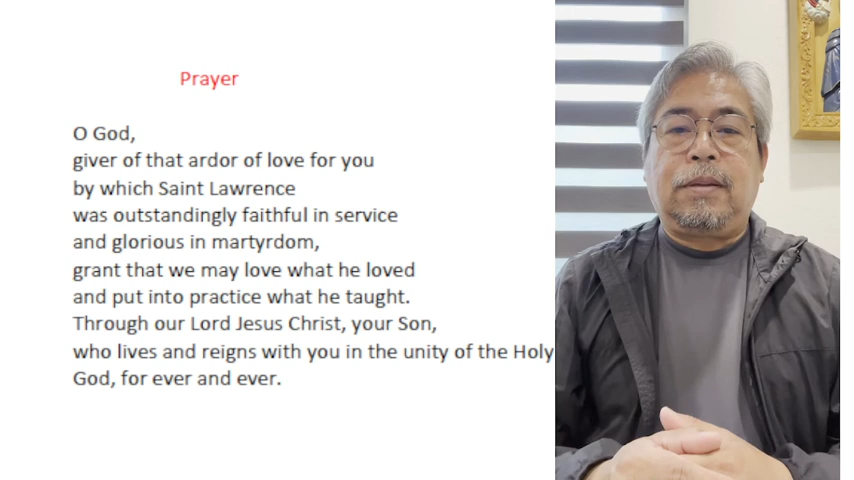 Prayer
O God,
giver of that ardor of love for you
by which Saint Lawrence
was outstandingly faithful in service
and glorious in martyrdom,
grant that we may love what he loved
and put into practice what he taught.
Through our Lord Jesus Christ, your Son,
who lives and reigns with you in the unity of the Holy
God, for ever and ever.